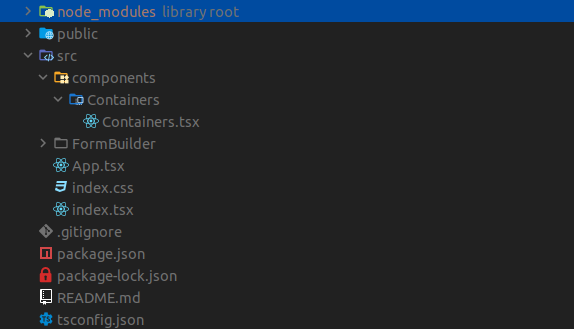 node_modules library root
public
src
components
Containers
Containers.tsx
FormBuilder
App.tsx
index.css
index.tsx
.gitignore
package.json
package-lock.json
README.md
tsconfig.json